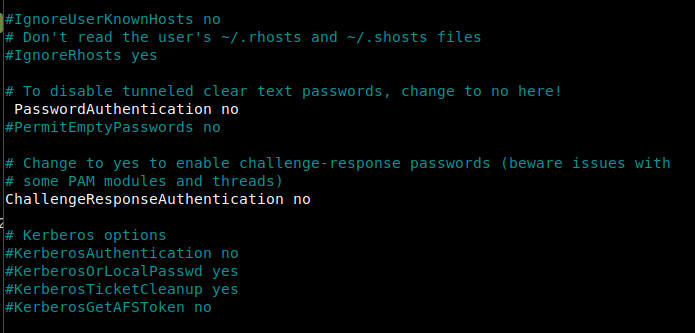 #IgnoreUserKnownHosts no
# Don't read the user's ~/.rhosts and ~/.shosts files
#IgnoreRhosts yes
# To disable tunneled clear text passwords, change to no here!
PasswordAuthentication no
#PermitEmptyPasswords no
# Change to yes to enable challenge-response passwords (beware issues with
# some PAM modules and threads)
ChallengeResponseAuthentication no
# Kerberos options
#KerberosAuthentication no
#KerberosOrLocalPasswd yes
#KerberosTicketCleanup yes
#KerberosGetAFSToken no